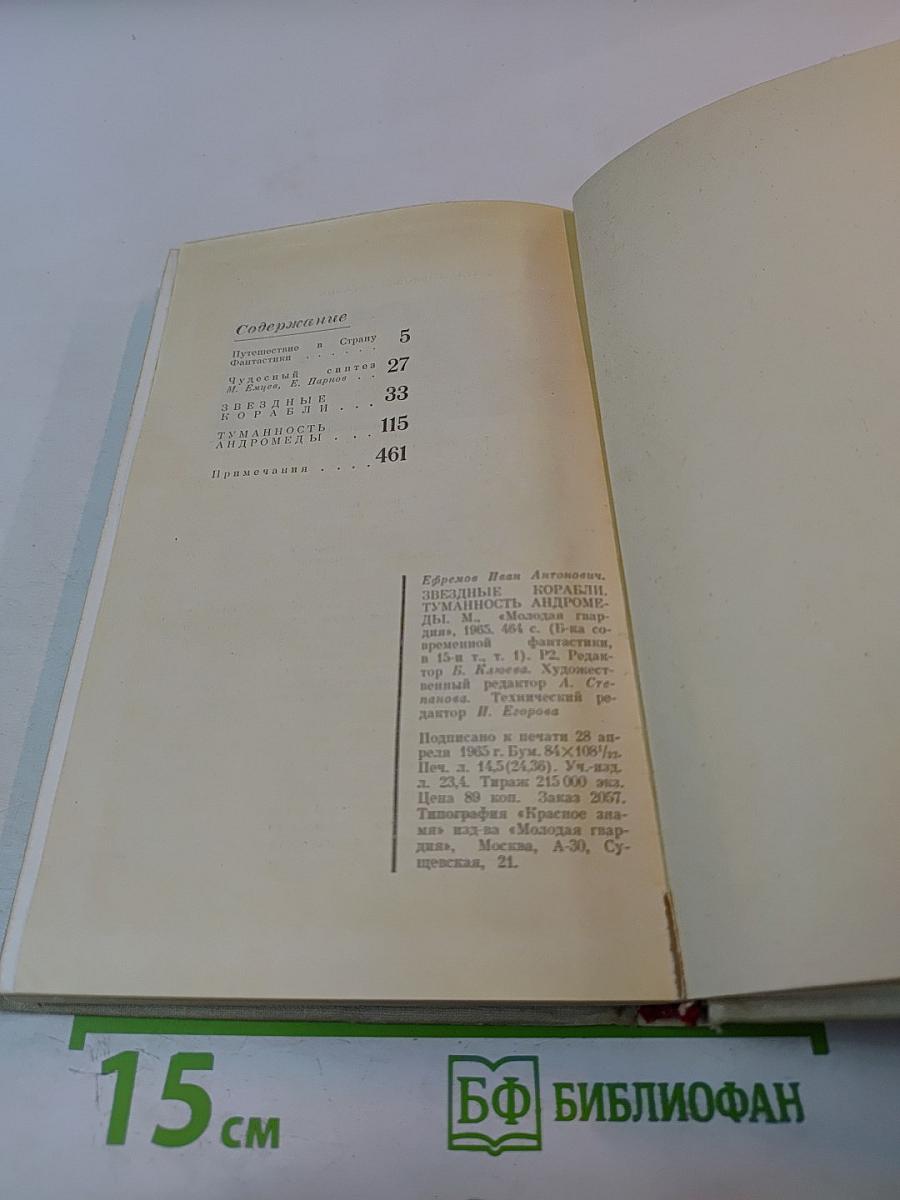 Содержание
Путешествие в Страну
Фантастики . . . . . . 5
Чудесный синтез
М. Емцев, Е. Парнов . . 27
ЗВЕЗДНЫЕ
КОРАБЛИ . . . 33
ТУМАННОСТЬ
АНДРОМЕДЫ . . . 115
Примечания . . . . 461
Ефремов Иван Антонович.
ЗВЕЗДНЫЕ КОРАБЛИ.
ТУМАННОСТЬ АНДРОМЕ-
ДЫ. М., «Молодая гвар-
дия», 1965. 464 с. (Б-ка со-
временной фантастики,
в 15-и т., т. 1). Р2. Редак-
тор Б. Клюева. Художест-
венный редактор А. Сте-
панова. Технический ре-
дактор И. Егорова
Подписано к печати 28 ап-
реля 1965 г. Бум. 84×108¹/₃₂.
Печ. л. 14,5(24,36). Уч.-изд.
л. 23,4. Тираж 215 000 экз.
Цена 89 коп. Заказ 2057.
Типография «Красное зна-
мя» изд-ва «Молодая гвар-
дия», Москва, А-30, Су-
щевская, 21.
15 см
БФ БИБЛИОФАН